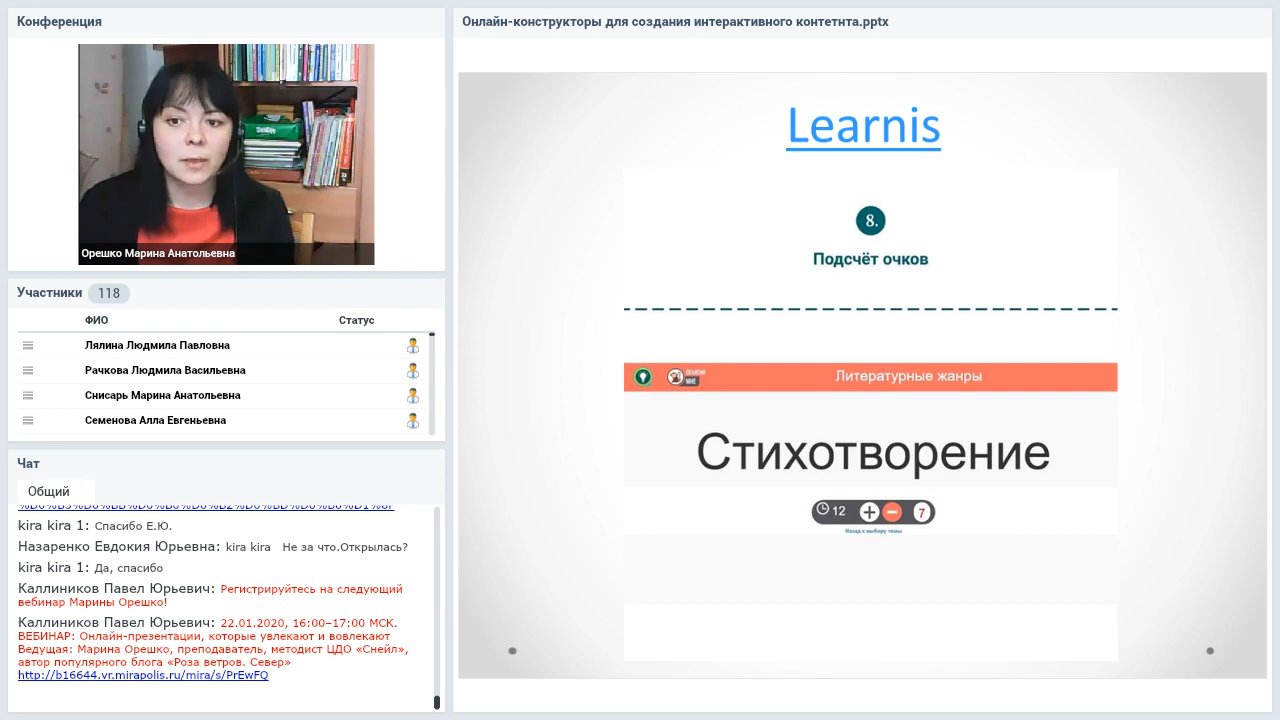 Конференция
Орешко Марина Анатольевна
Участники 118
ФИО Статус
Лялина Людмила Павловна
Рачкова Людмила Васильевна
Снисарь Марина Анатольевна
Семенова Алла Евгеньевна
Чат
Общий
kira kira 1: Спасибо Е.Ю.
Назаренко Евдокия Юрьевна: kira kira Не за что.Открылась?
kira kira 1: Да, спасибо
Каллиников Павел Юрьевич: Регистрируйтесь на следующий
вебинар Марины Орешко!
Каллиников Павел Юрьевич: 22.01.2020, 16:00–17:00 МСК.
ВЕБИНАР: Онлайн-презентации, которые увлекают и вовлекают
Ведущая: Марина Орешко, преподаватель, методист ЦДО «Снейл»,
автор популярного блога «Роза ветров. Север»
http://b16644.vr.mirapolis.ru/mira/s/PrEwFQ
Онлайн-конструкторы для создания интерактивного контетнта.pptx
Learnis
8.
Подсчёт очков
ОБЪЯСНИ
МНЕ
Литературные жанры
Стихотворение
12 + − 7
Назад к выбору темы